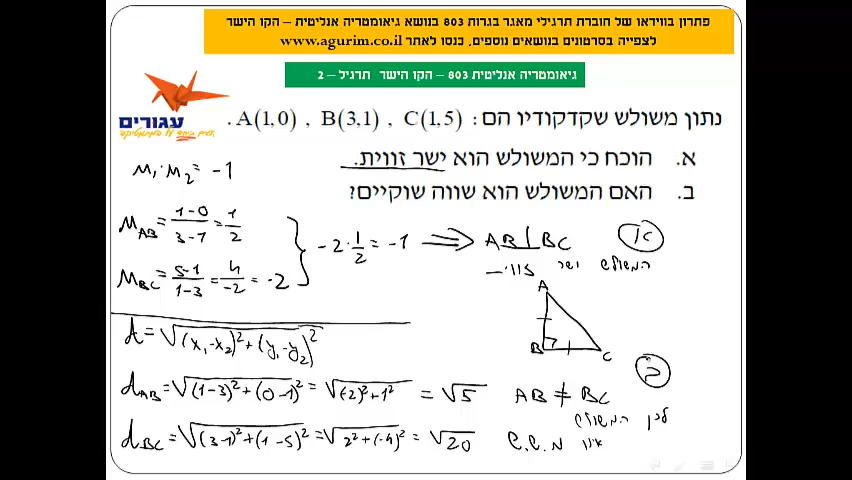 פתרון בווידאו של חוברת תרגילי מאגר בגרות 803 בנושא גיאומטריה אנליטית – הקו הישר
לצפייה בסרטונים בנושאים נוספים, כנסו לאתר www.agurim.co.il
גיאומטריה אנליטית 803 – הקו הישר תרגיל – 2
עגורים
נתון משולש שקדקודיו הם: A(1,0) , B(3,1) , C(1,5).
א. הוכח כי המשולש הוא ישר זווית.
ב. האם המשולש הוא שווה שוקיים?
m₁·m₂ = -1
m_AB = (1-0)/(3-1) = 1/2
m_BC = (5-1)/(1-3) = 4/-2 = -2
-2·1/2 = -1 ⟹ AB⊥BC
א
המשולש ישר זווית
A
B C
d = √((x₁-x₂)²+(y₁-y₂)²
ב
d_AB = √((1-3)²+(0-1)² = √((-2)²+1² = √5 AB ≠ BC
d_BC = √((3-1)²+(1-5)² = √(2²+(-4)² = √20
לכן המשולש
אינו מ.ש.ש